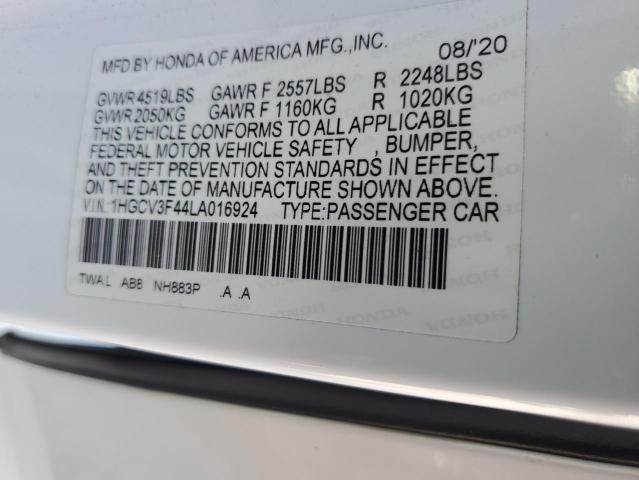 MFD.BY HONDA OF AMERICA MFG.,INC. 08/'20
GVWR 4519LBS GAWR F 2557LBS R 2248LBS
GVWR 2050KG GAWR F 1160KG R 1020KG
THIS VEHICLE CONFORMS TO ALL APPLICABLE
FEDERAL MOTOR VEHICLE SAFETY , BUMPER,
AND THEFT PREVENTION STANDARDS IN EFFECT
ON THE DATE OF MANUFACTURE SHOWN ABOVE.
V.I.N.:1HGCV3F44LA016924 TYPE:PASSENGER CAR
TWAL AB8 NH883P .A .A